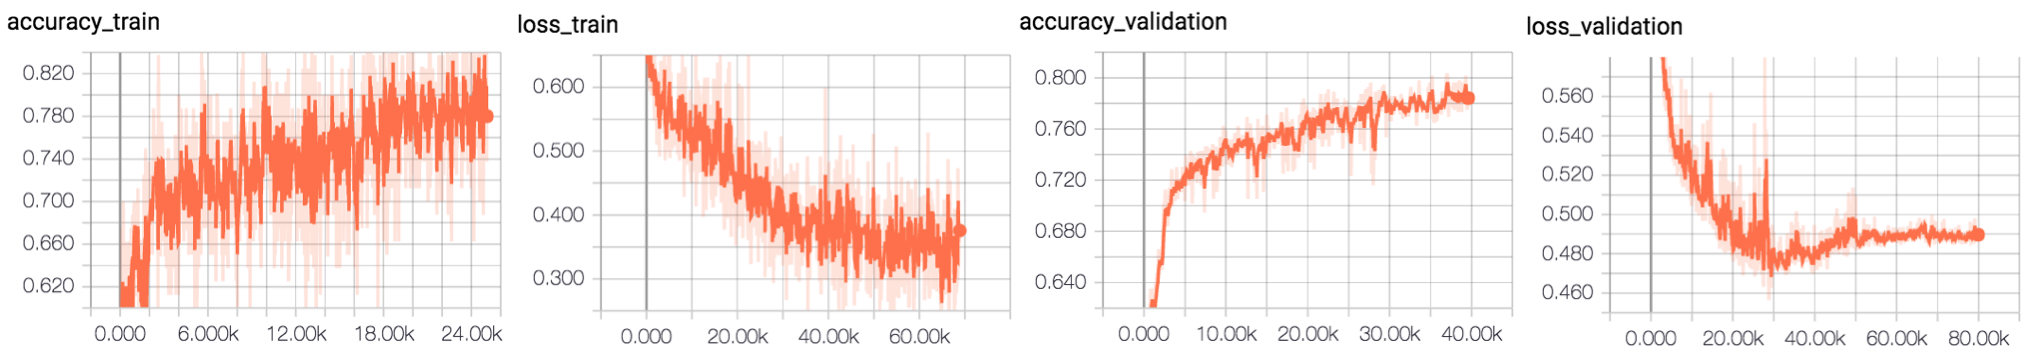 accuracy_train
0.820
0.780
0.740
0.700
0.660
0.620
0.000 6.000k 12.00k 18.00k 24.00k
loss_train
0.600
0.500
0.400
0.300
0.000 20.00k 40.00k 60.00k
accuracy_validation
0.800
0.760
0.720
0.680
0.640
0.000 10.00k 20.00k 30.00k 40.00k
loss_validation
0.560
0.540
0.520
0.500
0.480
0.460
0.000 20.00k 40.00k 60.00k 80.00k